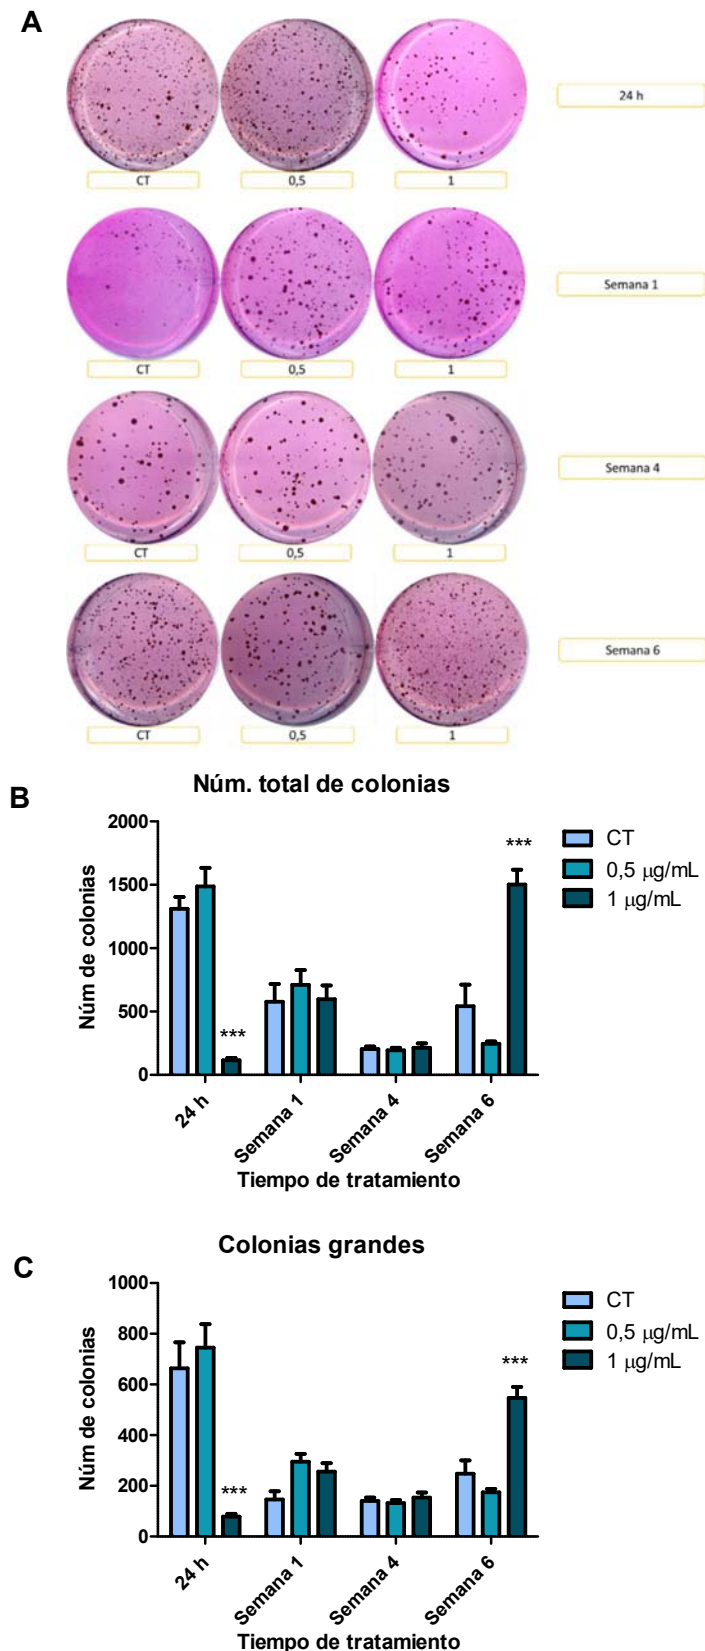 A
24 h
CT 0,5 1
Semana 1
CT 0,5 1
Semana 4
CT 0,5 1
Semana 6
CT 0,5 1
B
Núm. total de colonias
Núm de colonias
2000
1500
1000
500
0
***
***
CT
0,5 µg/mL
1 µg/mL
24 h
Semana 1
Semana 4
Semana 6
Tiempo de tratamiento
C
Colonias grandes
Núm de colonias
1000
800
600
400
200
0
***
***
CT
0,5 µg/mL
1 µg/mL
24 h
Semana 1
Semana 4
Semana 6
Tiempo de tratamiento